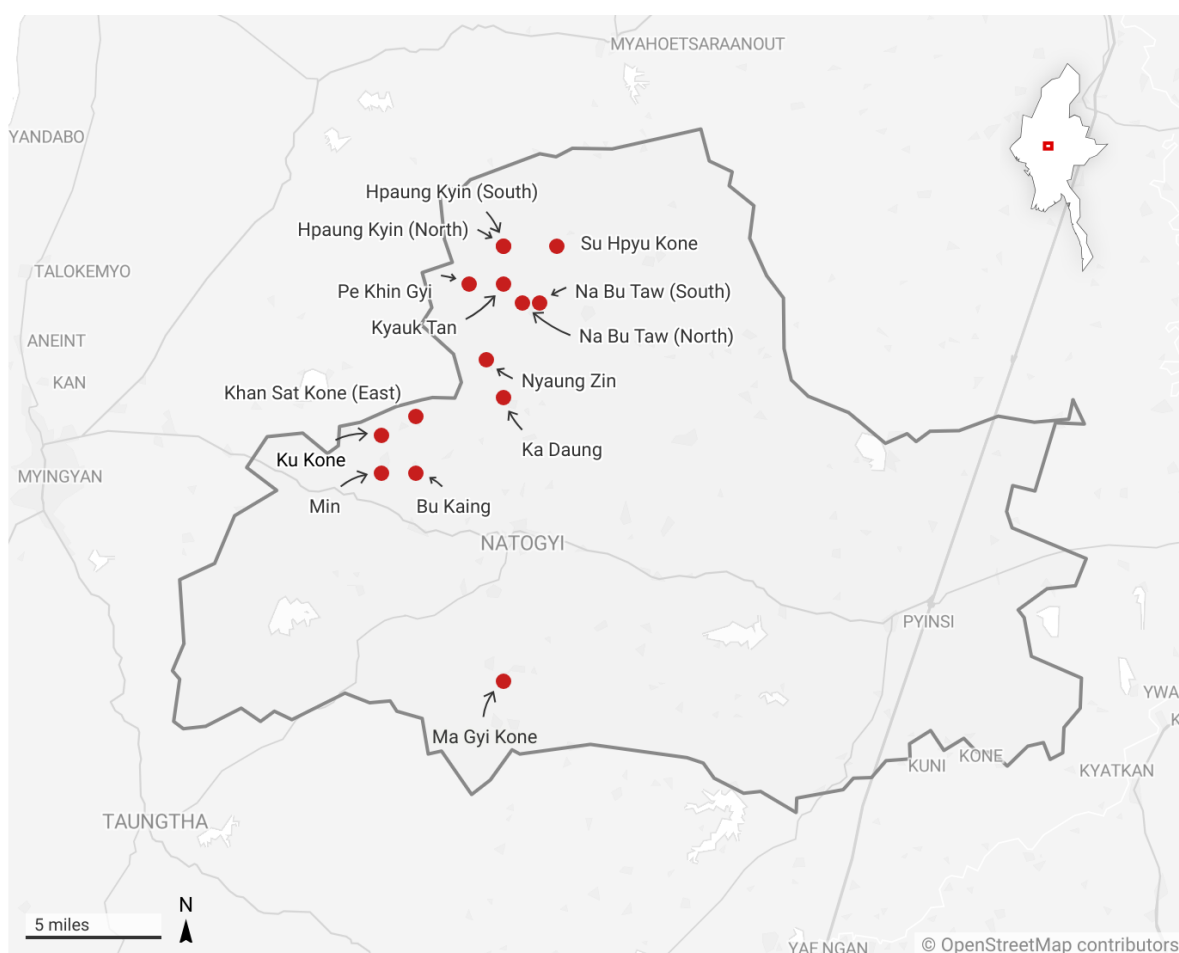 MYAHOETSARAANOUT
YANDABO
Hpaung Kyin (South)
Hpaung Kyin (North)
Su Hpyu Kone
TALOKEMYO
Pe Khin Gyi
Na Bu Taw (South)
Kyauk Tan
Na Bu Taw (North)
ANEINT
KAN
Nyaung Zin
Khan Sat Kone (East)
Ka Daung
Ku Kone
MYINGYAN
Min
Bu Kaing
NATOGYI
PYINSI
YWA
K
Ma Gyi Kone
KONE
KUNI
KYATKAN
TAUNGTHA
N
5 miles
YAE NGAN
© OpenStreetMap contributors